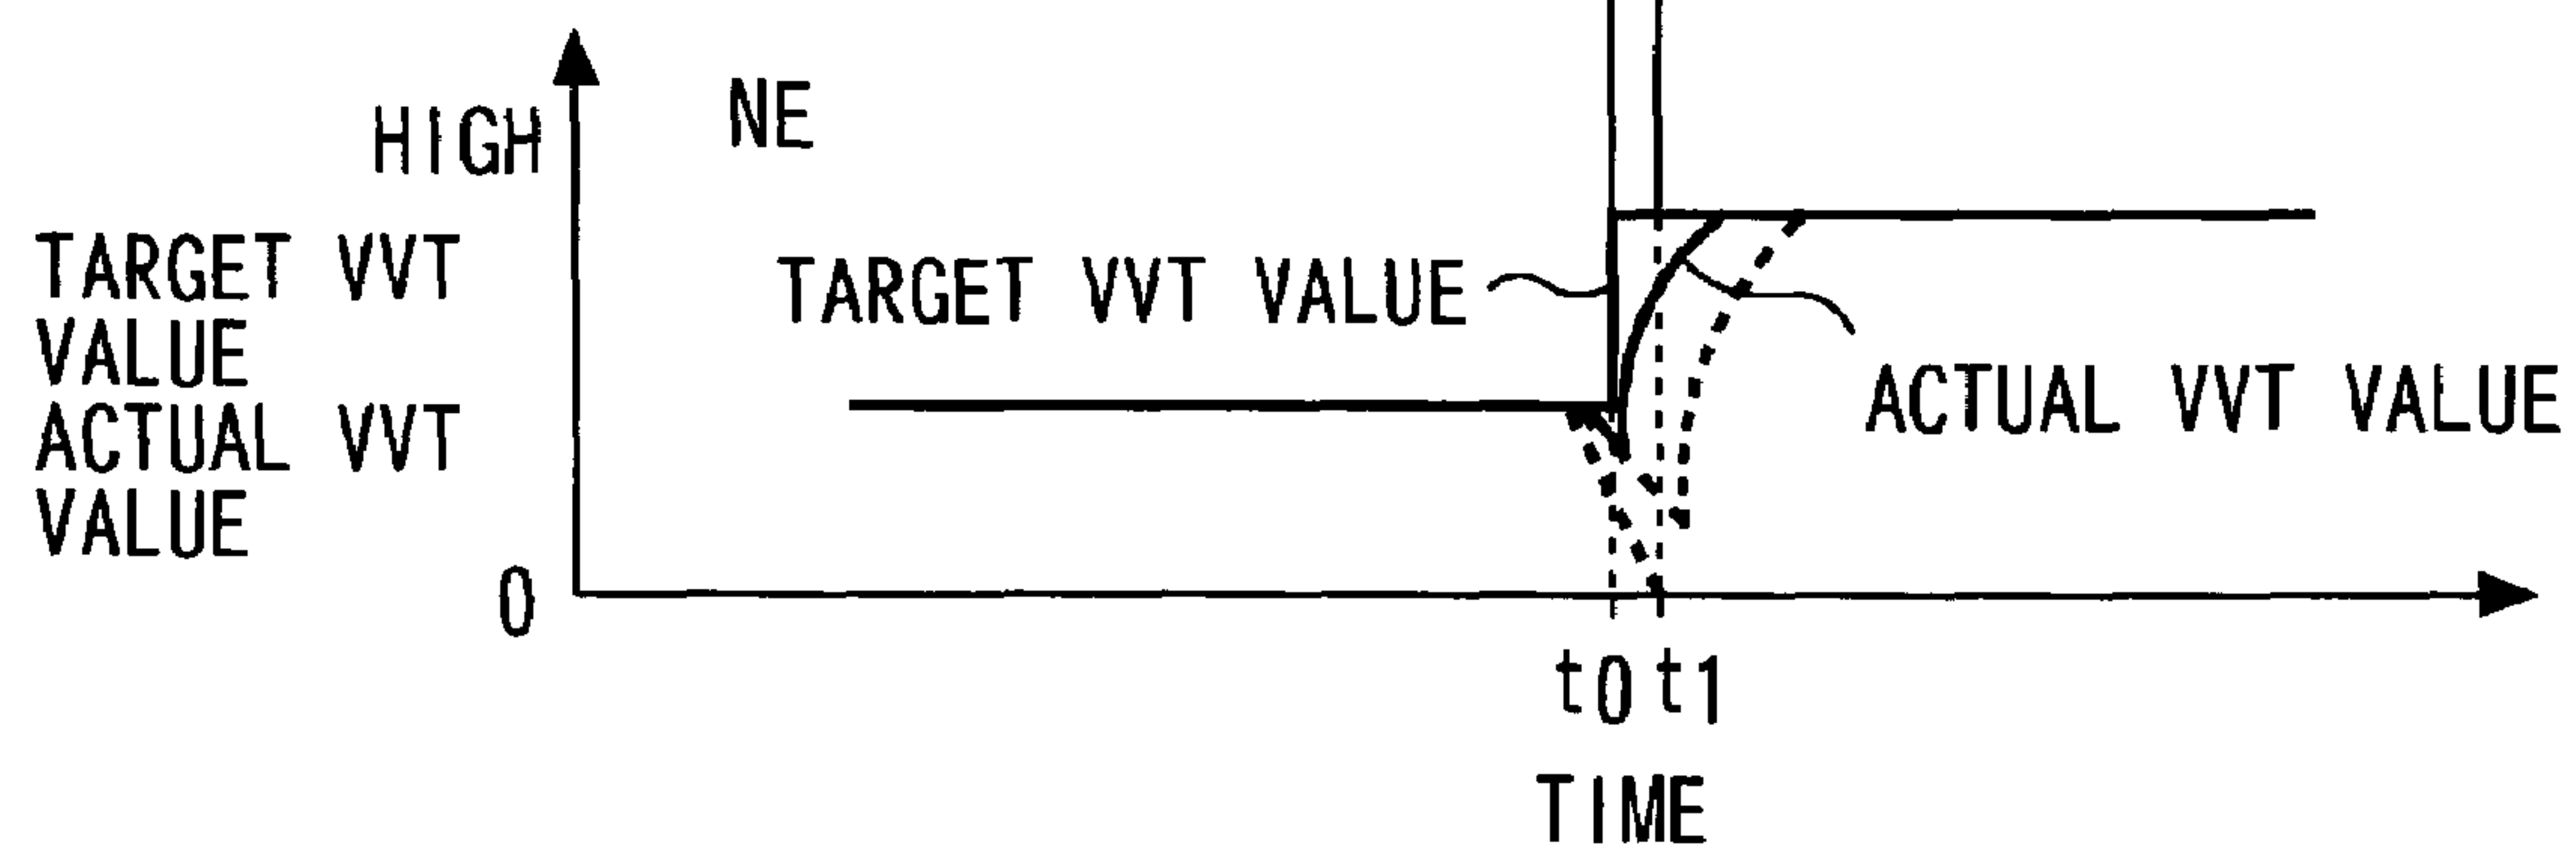 HIGH
NE
TARGET VVT
VALUE
ACTUAL VVT
VALUE
TARGET VVT VALUE
ACTUAL VVT VALUE
0
t0 t1
TIME